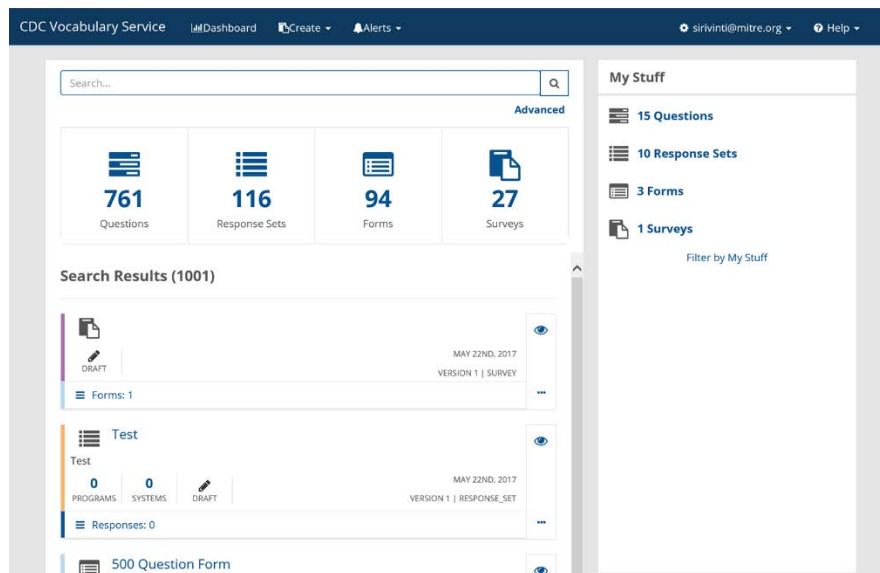 CDC Vocabulary Service Dashboard Create Alerts sirivinti@mitre.org Help
Search...
Advanced
761 116 94 27
Questions Response Sets Forms Surveys
Search Results (1001)
DRAFT
MAY 22ND, 2017
VERSION 1 | SURVEY
Forms: 1
Test
Test
0 0
PROGRAMS SYSTEMS DRAFT
MAY 22ND, 2017
VERSION 1 | RESPONSE_SET
Responses: 0
500 Question Form
My Stuff
15 Questions
10 Response Sets
3 Forms
1 Surveys
Filter by My Stuff